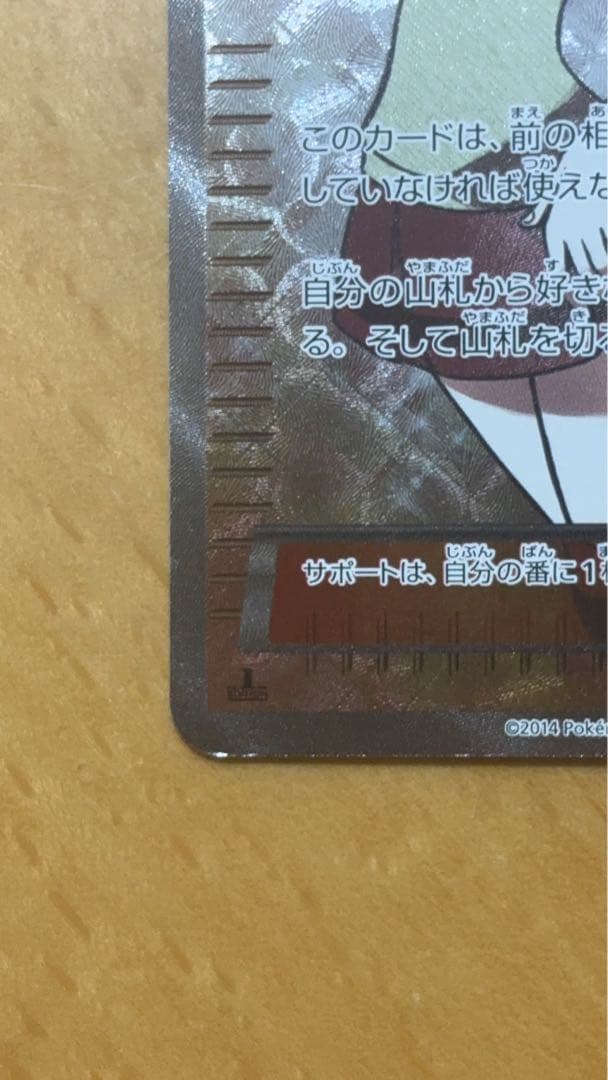 このカードは、前の相
していなければ使えな
自分の山札から好き
る。そして山札を切る
サポートは、自分の番に1
1
©2014 Poké